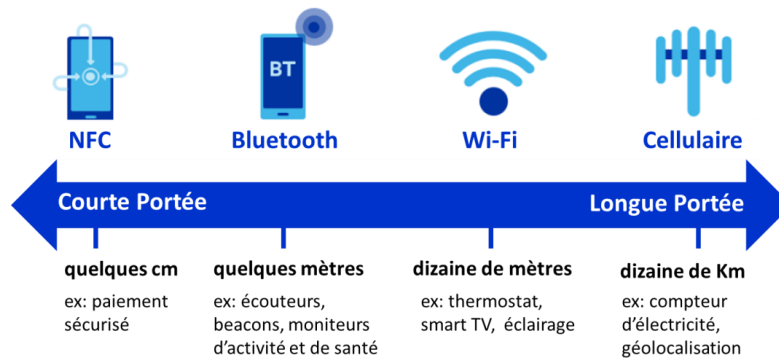 BT
NFC
Bluetooth
Wi-Fi
Cellulaire
Courte Portée
Longue Portée
quelques cm
quelques mètres
dizaine de mètres
dizaine de Km
ex: paiement
sécurisé
ex: écouteurs,
beacons, moniteurs
d'activité et de santé
ex: thermostat,
smart TV, éclairage
ex: compteur
d'électricité,
géolocalisation